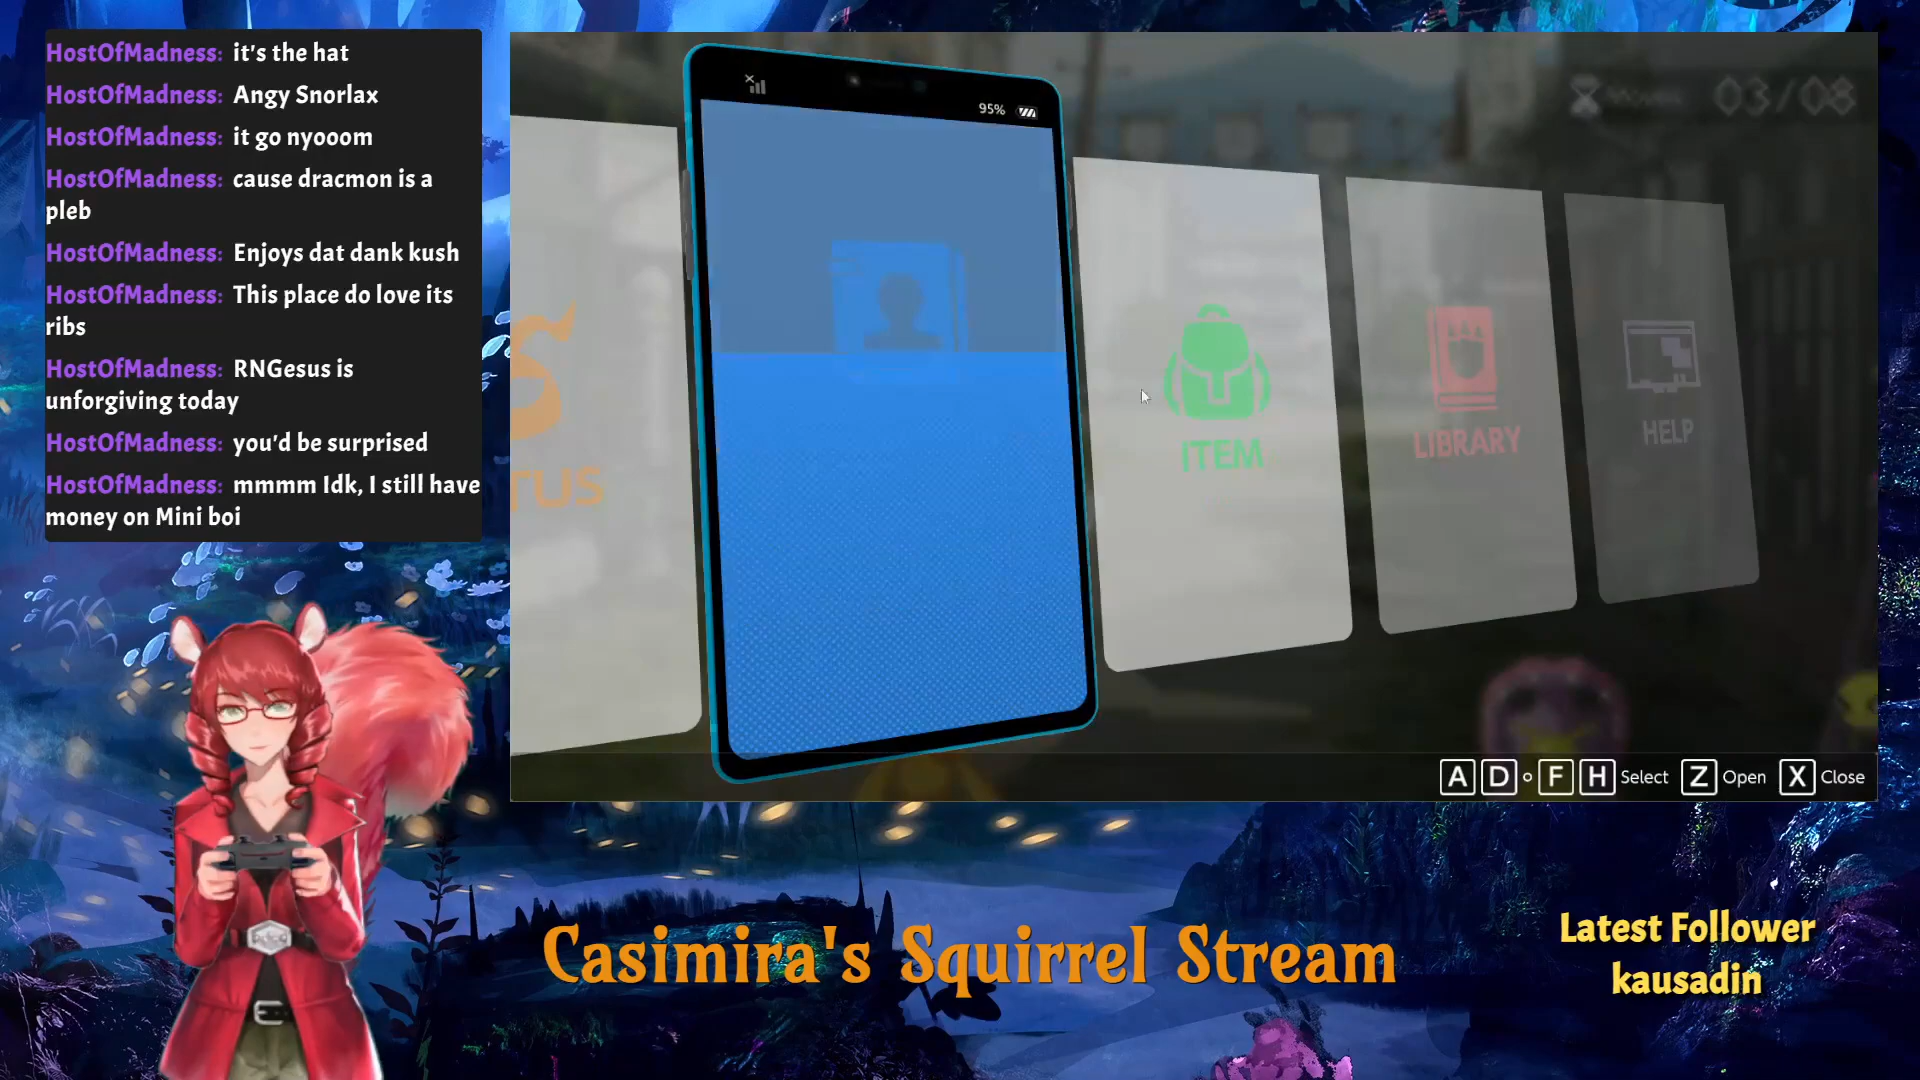 HostOfMadness: it's the hat
HostOfMadness: Angy Snorlax
HostOfMadness: it go nyooom
HostOfMadness: cause dracmon is a
pleb
HostOfMadness: Enjoys dat dank kush
HostOfMadness: This place do love its
ribs
HostOfMadness: RNGesus is
unforgiving today
HostOfMadness: you'd be surprised
HostOfMadness: mmmm Idk, I still have
money on Mini boi
95%
03/08
TUS
ITEM
LIBRARY
HELP
A D F H Select Z Open X Close
Casimira's Squirrel Stream
Latest Follower
kausadin